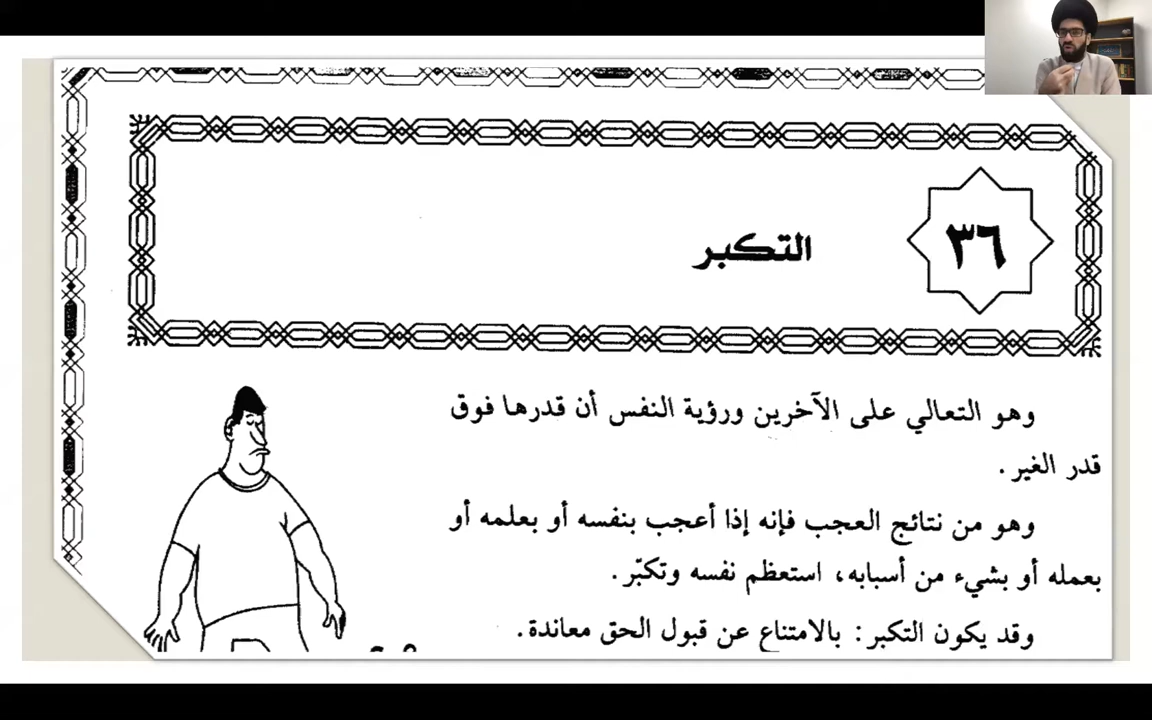 ٣٦
التكبر
وهو التعالي على الآخرين ورؤية النفس أن قدرها فوق
قدر الغير .
وهو من نتائج العجب فإنه إذا أعجب بنفسه أو بعلمه أو
بعمله أو بشيء من أسبابه، استعظم نفسه وتكبّر .
وقد يكون التكبر : بالامتناع عن قبول الحق معاندة.